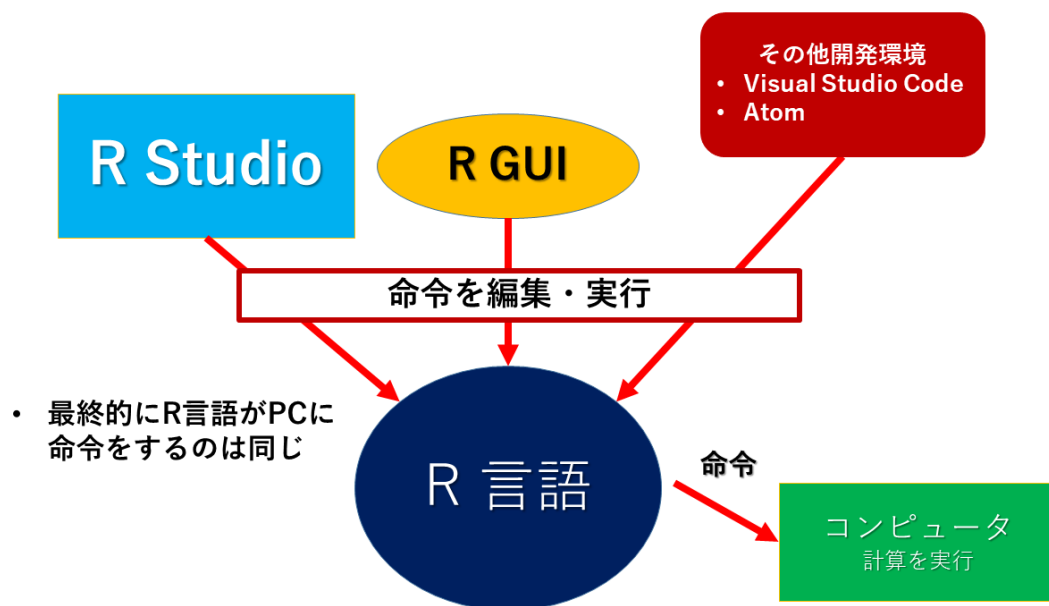 その他開発環境
• Visual Studio Code
• Atom
R Studio
R GUI
命令を編集・実行
• 最終的にR言語がPCに
命令をするのは同じ
R 言語
命令
コンピュータ
計算を実行